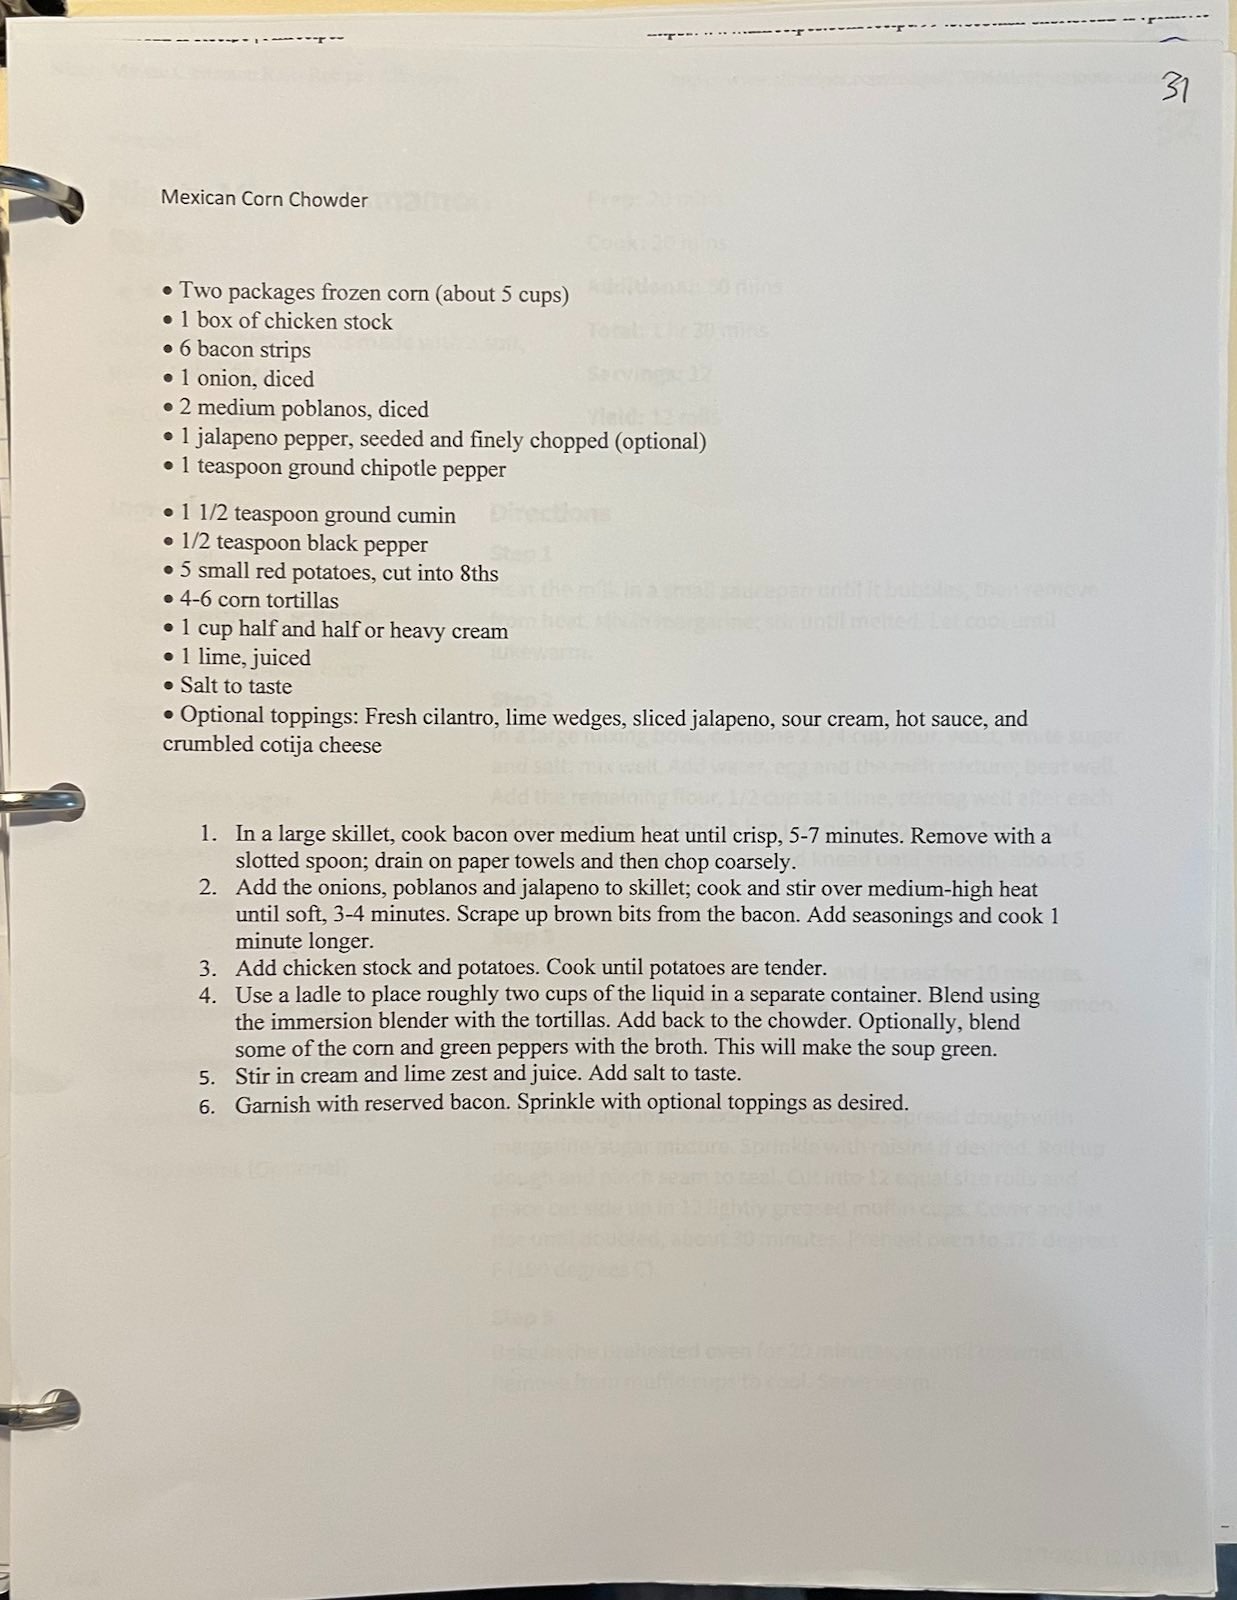 31
Mexican Corn Chowder
• Two packages frozen corn (about 5 cups)
• 1 box of chicken stock
• 6 bacon strips
• 1 onion, diced
• 2 medium poblanos, diced
• 1 jalapeno pepper, seeded and finely chopped (optional)
• 1 teaspoon ground chipotle pepper
• 1 1/2 teaspoon ground cumin
• 1/2 teaspoon black pepper
• 5 small red potatoes, cut into 8ths
• 4-6 corn tortillas
• 1 cup half and half or heavy cream
• 1 lime, juiced
• Salt to taste
• Optional toppings: Fresh cilantro, lime wedges, sliced jalapeno, sour cream, hot sauce, and
crumbled cotija cheese
1. In a large skillet, cook bacon over medium heat until crisp, 5-7 minutes. Remove with a
slotted spoon; drain on paper towels and then chop coarsely.
2. Add the onions, poblanos and jalapeno to skillet; cook and stir over medium-high heat
until soft, 3-4 minutes. Scrape up brown bits from the bacon. Add seasonings and cook 1
minute longer.
3. Add chicken stock and potatoes. Cook until potatoes are tender.
4. Use a ladle to place roughly two cups of the liquid in a separate container. Blend using
the immersion blender with the tortillas. Add back to the chowder. Optionally, blend
some of the corn and green peppers with the broth. This will make the soup green.
5. Stir in cream and lime zest and juice. Add salt to taste.
6. Garnish with reserved bacon. Sprinkle with optional toppings as desired.